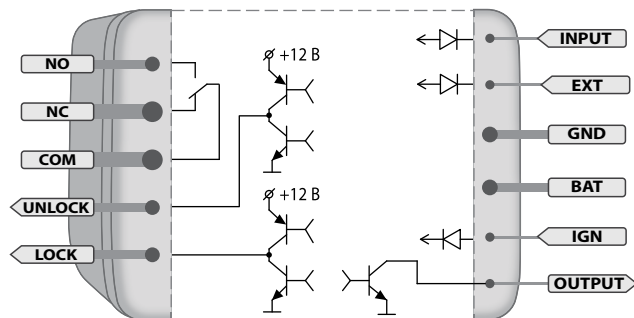 NO
NC
COM
UNLOCK
LOCK
+12 В
+12 В
INPUT
EXT
GND
BAT
IGN
OUTPUT